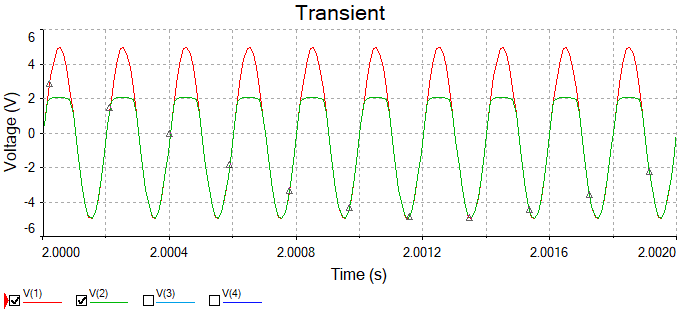 Transient
6
4
2
0
-2
-4
-6
Voltage (V)
2.0000 2.0004 2.0008 2.0012 2.0016 2.0020
Time (s)
V(1) V(2) V(3) V(4)